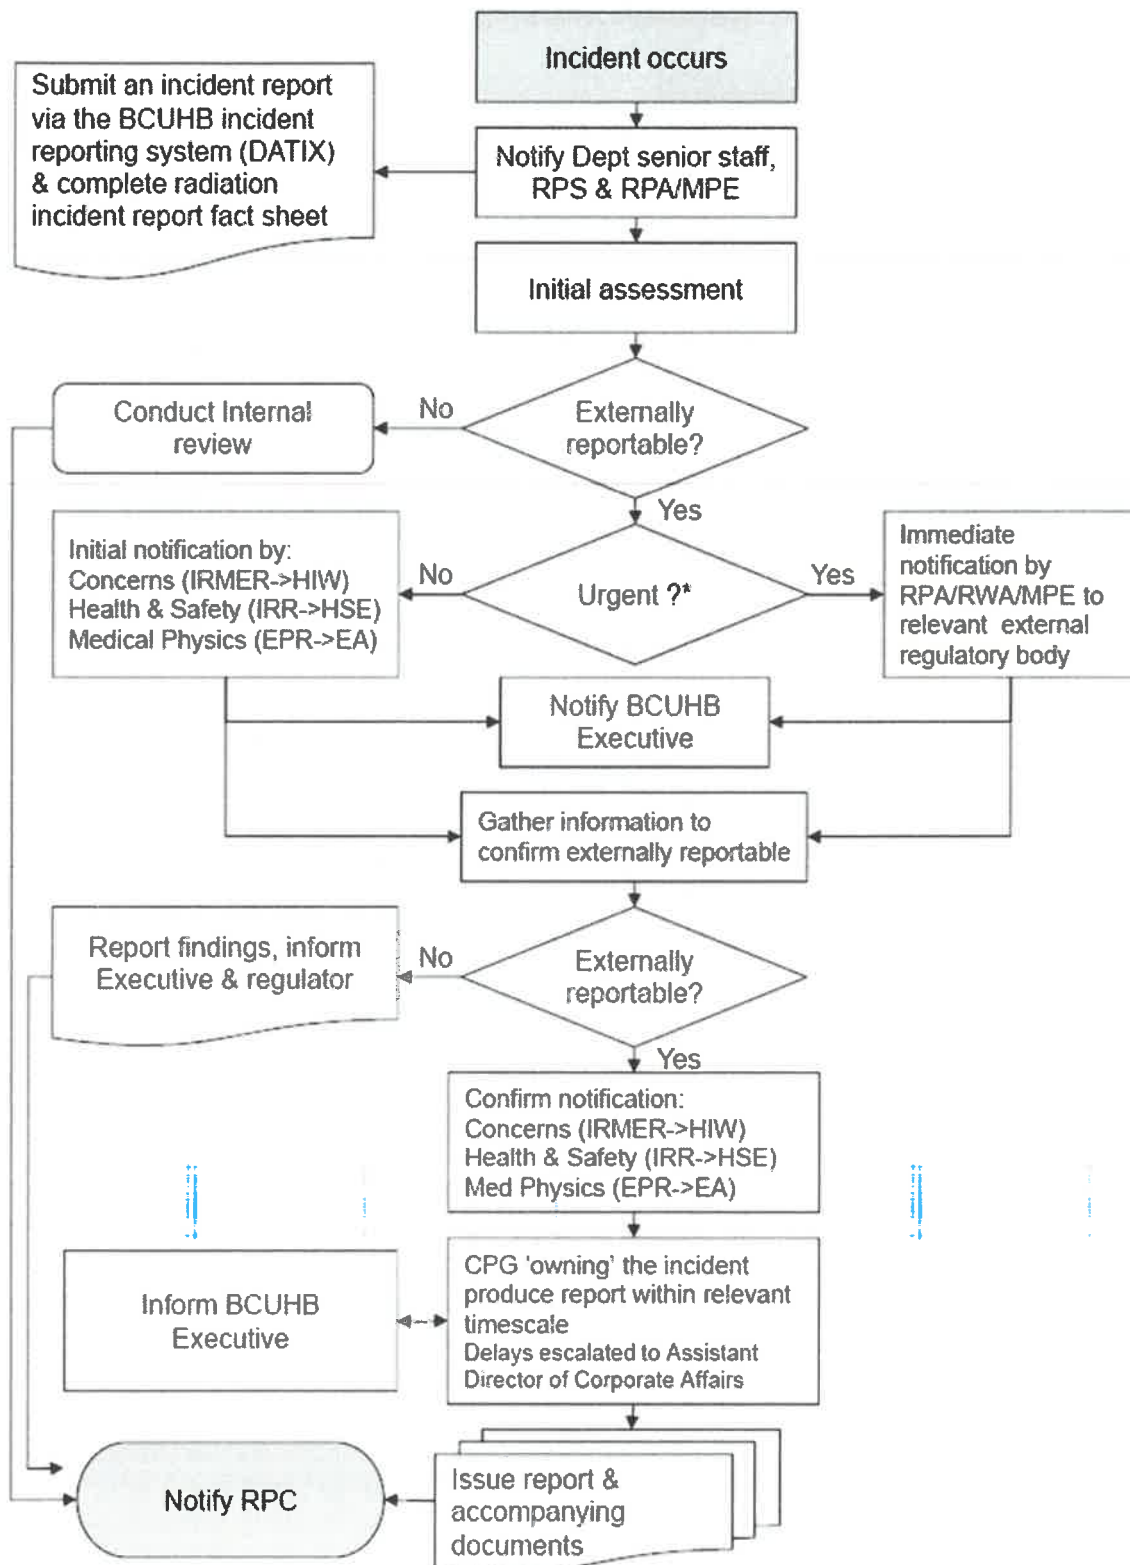 Incident occurs
Submit an incident report
via the BCUHB incident
reporting system (DATIX)
& complete radiation
incident report fact sheet
Notify Dept senior staff,
RPS & RPA/MPE
Initial assessment
Externally
reportable?
No
Conduct Internal
review
Yes
Urgent ?*
No
Initial notification by:
Concerns (IRMER->HIW)
Health & Safety (IRR->HSE)
Medical Physics (EPR->EA)
Yes
Immediate
notification by
RPA/RWA/MPE to
relevant external
regulatory body
Notify BCUHB
Executive
Gather information to
confirm externally reportable
Externally
reportable?
No
Report findings, inform
Executive & regulator
Yes
Confirm notification:
Concerns (IRMER->HIW)
Health & Safety (IRR->HSE)
Med Physics (EPR->EA)
CPG 'owning' the incident
produce report within relevant
timescale
Delays escalated to Assistant
Director of Corporate Affairs
Inform BCUHB
Executive
Issue report &
accompanying
documents
Notify RPC